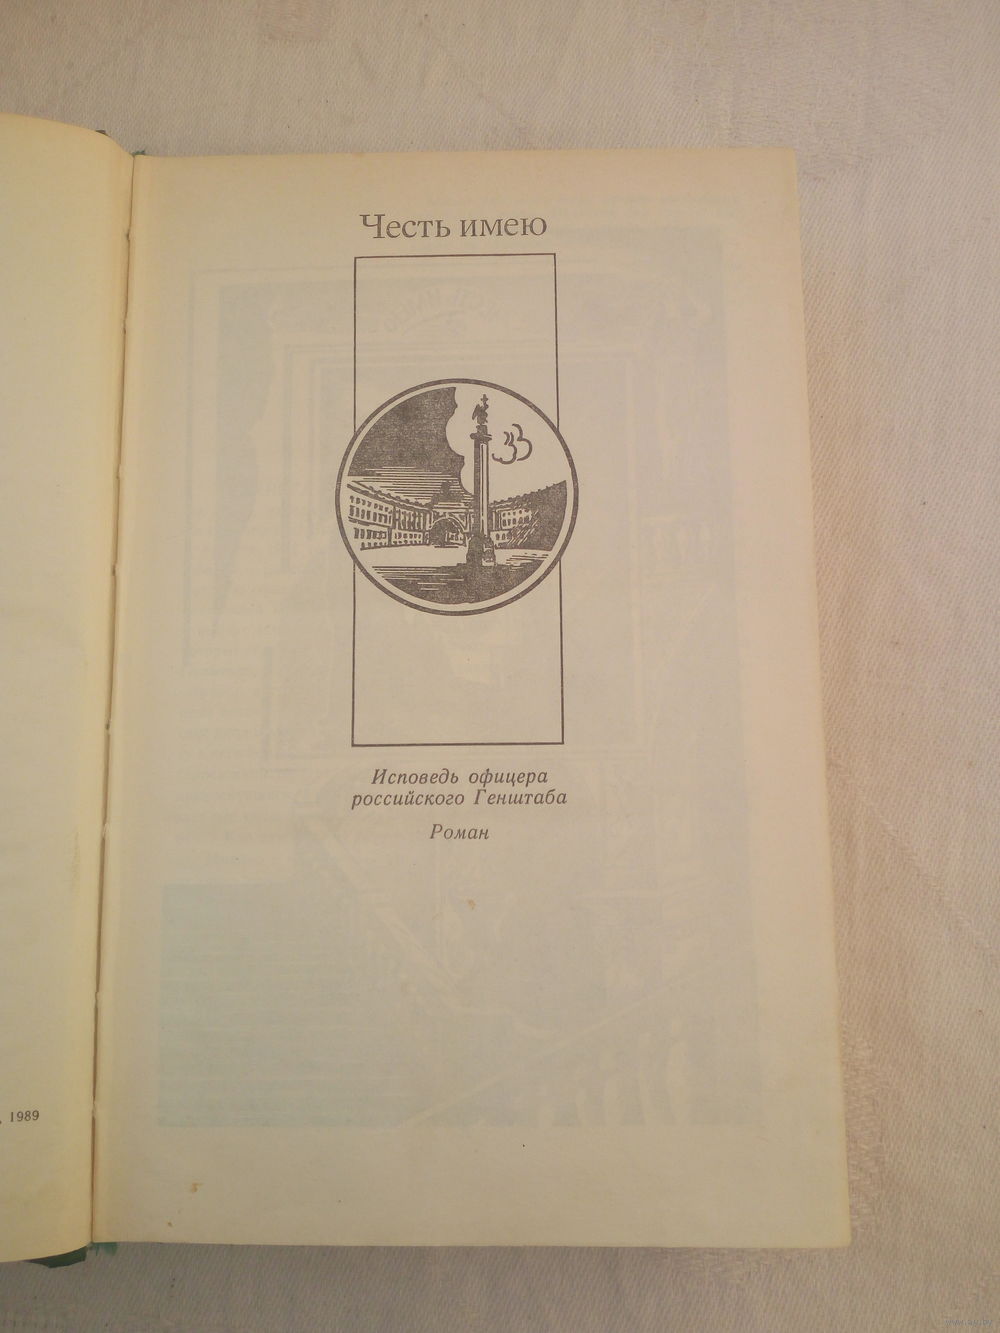 Честь имею
Исповедь офицера
российского Генштаба
Роман
, 1989